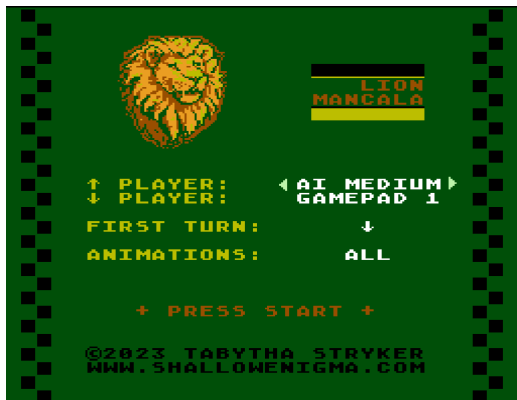 LION
MANCALA
↑ PLAYER: ◀ AI MEDIUM ▶
↓ PLAYER: GAMEPAD 1
FIRST TURN: ↓
ANIMATIONS: ALL
+ PRESS START +
©2023 TABYTHA STRYKER
WWW.SHALLOWENIGMA.COM